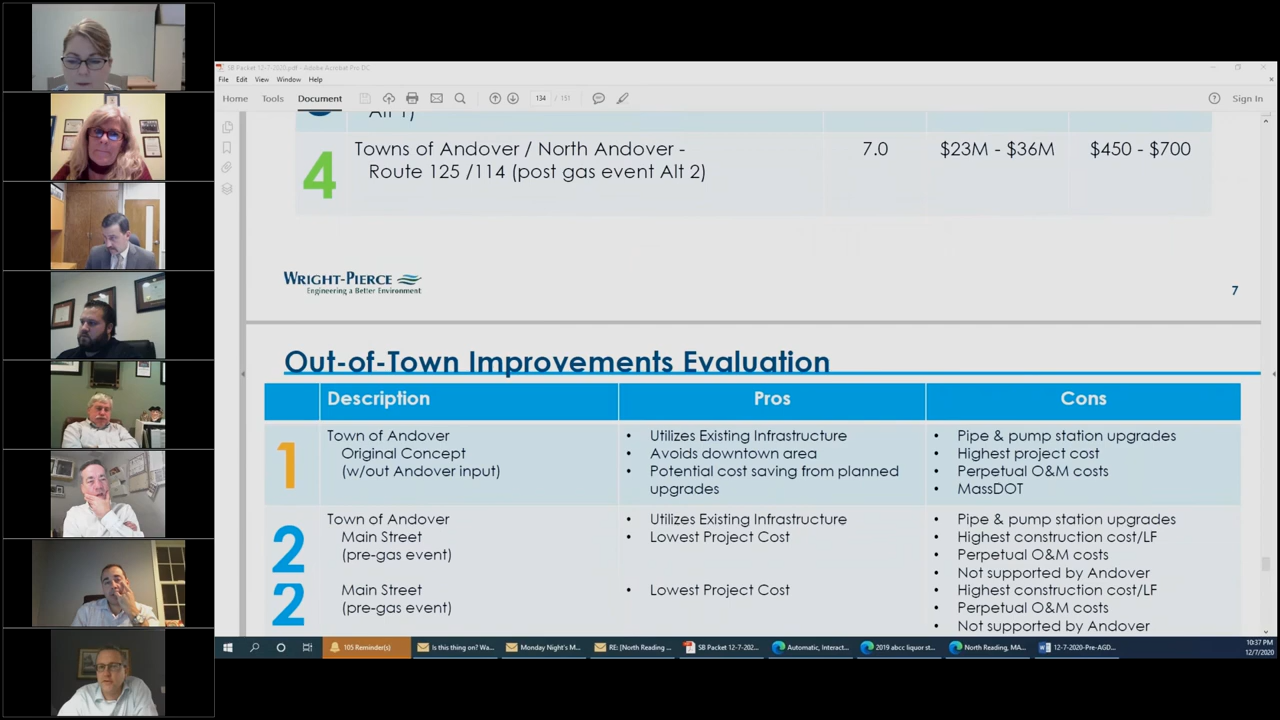 SB Packet 12-7-2020.pdf - Adobe Acrobat Pro DC
File Edit View Window Help
Home Tools Document 134 / 151 Sign In
Alt 1)
4 Towns of Andover / North Andover - 7.0 $23M - $36M $450 - $700
Route 125 /114 (post gas event Alt 2)
WRIGHT-PIERCE
Engineering a Better Environment
7
Out-of-Town Improvements Evaluation
Description Pros Cons
1 Town of Andover • Utilizes Existing Infrastructure • Pipe & pump station upgrades
Original Concept • Avoids downtown area • Highest project cost
(w/out Andover input) • Potential cost saving from planned • Perpetual O&M costs
upgrades • MassDOT
2 Town of Andover • Utilizes Existing Infrastructure • Pipe & pump station upgrades
Main Street • Lowest Project Cost • Highest construction cost/LF
(pre-gas event) • Perpetual O&M costs
• Not supported by Andover
2 Main Street • Lowest Project Cost • Highest construction cost/LF
(pre-gas event) • Perpetual O&M costs
• Not supported by Andover
105 Reminder(s) Is this thing on? Wa... Monday Night's M... RE: [North Reading ... SB Packet 12-7-202... Automatic, Interact... 2019 abcc liquor st... North Reading, MA... 12-7-2020-Pre-AGD... 10:37 PM
12/7/2020